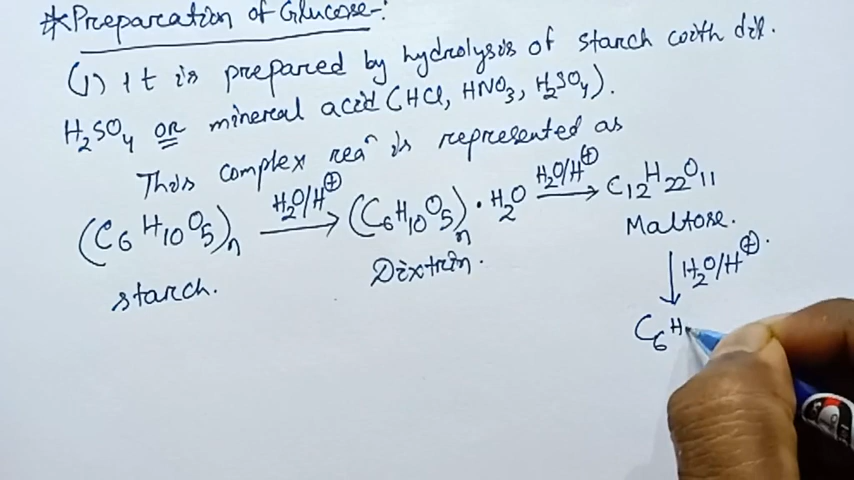 *Preparation of Glucose-:
(1) It is prepared by hydrolysis of starch with dil.
H₂SO₄ OR mineral acid (HCl, HNO₃, H₂SO₄).
This complex reaⁿ is represented as
(C₆H₁₀O₅)ₙ H₂O/H⊕ → (C₆H₁₀O₅)ₙ · H₂O H₂O/H⊕ → C₁₂H₂₂O₁₁
starch. Dixtrin. Maltose.
↓ H₂O/H⊕.
C₆H